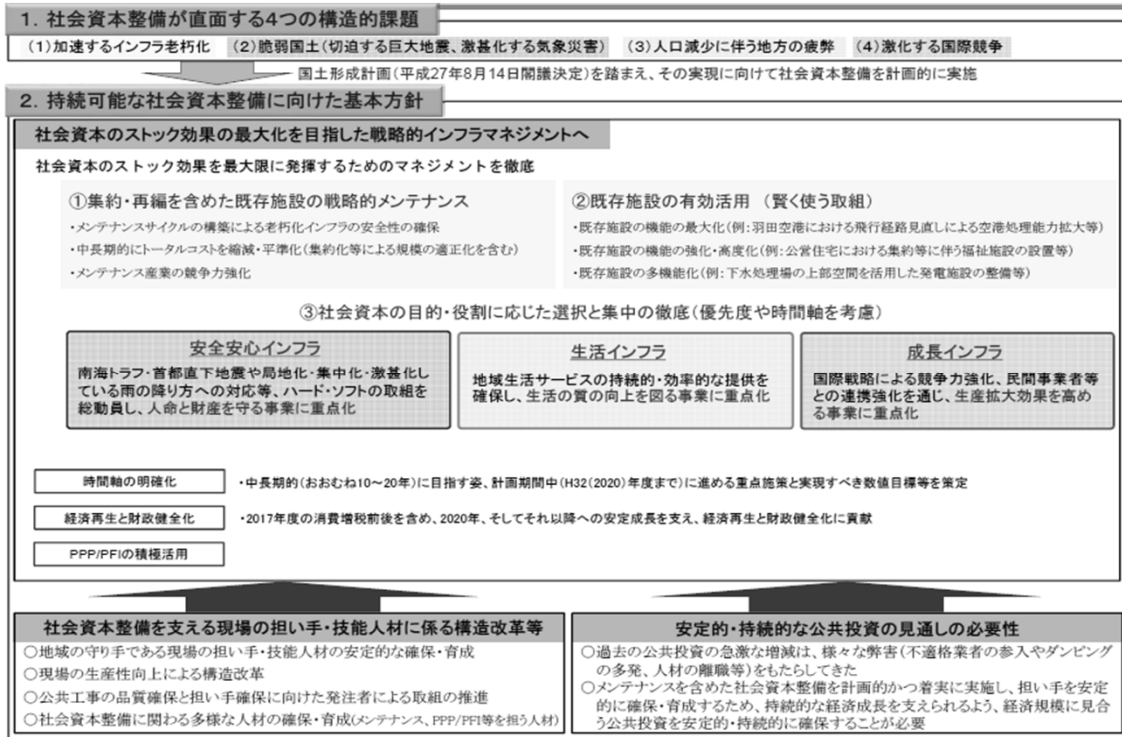 1．社会資本整備が直面する4つの構造的課題
（1）加速するインフラ老朽化　（2）脆弱国土（切迫する巨大地震、激甚化する気象災害）　（3）人口減少に伴う地方の疲弊　（4）激化する国際競争
国土形成計画（平成27年8月14日閣議決定）を踏まえ、その実現に向けて社会資本整備を計画的に実施
2．持続可能な社会資本整備に向けた基本方針
社会資本のストック効果の最大化を目指した戦略的インフラマネジメントへ
社会資本のストック効果を最大限に発揮するためのマネジメントを徹底
①集約・再編を含めた既存施設の戦略的メンテナンス
・メンテナンスサイクルの構築による老朽化インフラの安全性の確保
・中長期的にトータルコストを縮減・平準化（集約化等による規模の適正化を含む）
・メンテナンス産業の競争力強化
②既存施設の有効活用　（賢く使う取組）
・既存施設の機能の最大化（例：羽田空港における飛行経路見直しによる空港処理能力拡大等）
・既存施設の機能の強化・高度化（例：公営住宅における集約等に伴う福祉施設の設置等）
・既存施設の多機能化（例：下水処理場の上部空間を活用した発電施設の整備等）
③社会資本の目的・役割に応じた選択と集中の徹底（優先度や時間軸を考慮）
安全安心インフラ
南海トラフ・首都直下地震や局地化・集中化・激甚化し
ている雨の降り方への対応等、ハード・ソフトの取組を
総動員し、人命と財産を守る事業に重点化
生活インフラ
地域生活サービスの持続的・効率的な提供を
確保し、生活の質の向上を図る事業に重点化
成長インフラ
国際戦略による競争力強化、民間事業者等
との連携強化を通じ、生産拡大効果を高め
る事業に重点化
時間軸の明確化
・中長期的（おおむね10～20年）に目指す姿、計画期間中（H32（2020）年度まで）に進める重点施策と実現すべき数値目標等を策定
経済再生と財政健全化
・2017年度の消費増税前後を含め、2020年、そしてそれ以降への安定成長を支え、経済再生と財政健全化に貢献
PPP/PFIの積極活用
社会資本整備を支える現場の担い手・技能人材に係る構造改革等
○地域の守り手である現場の担い手・技能人材の安定的な確保・育成
○現場の生産性向上による構造改革
○公共工事の品質確保と担い手確保に向けた発注者による取組の推進
○社会資本整備に関わる多様な人材の確保・育成（メンテナンス、PPP/PFI等を担う人材）
安定的・持続的な公共投資の見通しの必要性
○過去の公共投資の急激な増減は、様々な弊害（不適格業者の参入やダンピング
の多発、人材の離職等）をもたらしてきた
○メンテナンスを含めた社会資本整備を計画的かつ着実に実施し、担い手を安定
的に確保・育成するため、持続的な経済成長を支えられるよう、経済規模に見合
う公共投資を安定的・持続的に確保することが必要